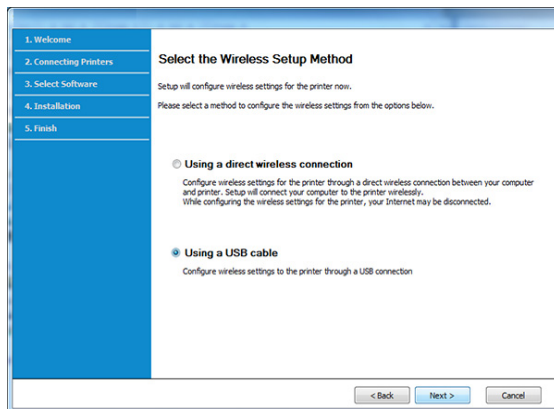 1. Welcome
2. Connecting Printers
3. Select Software
4. Installation
5. Finish
Select the Wireless Setup Method
Setup will configure wireless settings for the printer now.
Please select a method to configure the wireless settings from the options below.
Using a direct wireless connection
Configure wireless settings for the printer through a direct wireless connection between your computer
and printer. Setup will connect your computer to the printer wirelessly.
While configuring the wireless settings for the printer, your Internet may be disconnected.
Using a USB cable
Configure wireless settings to the printer through a USB connection
< Back
Next >
Cancel